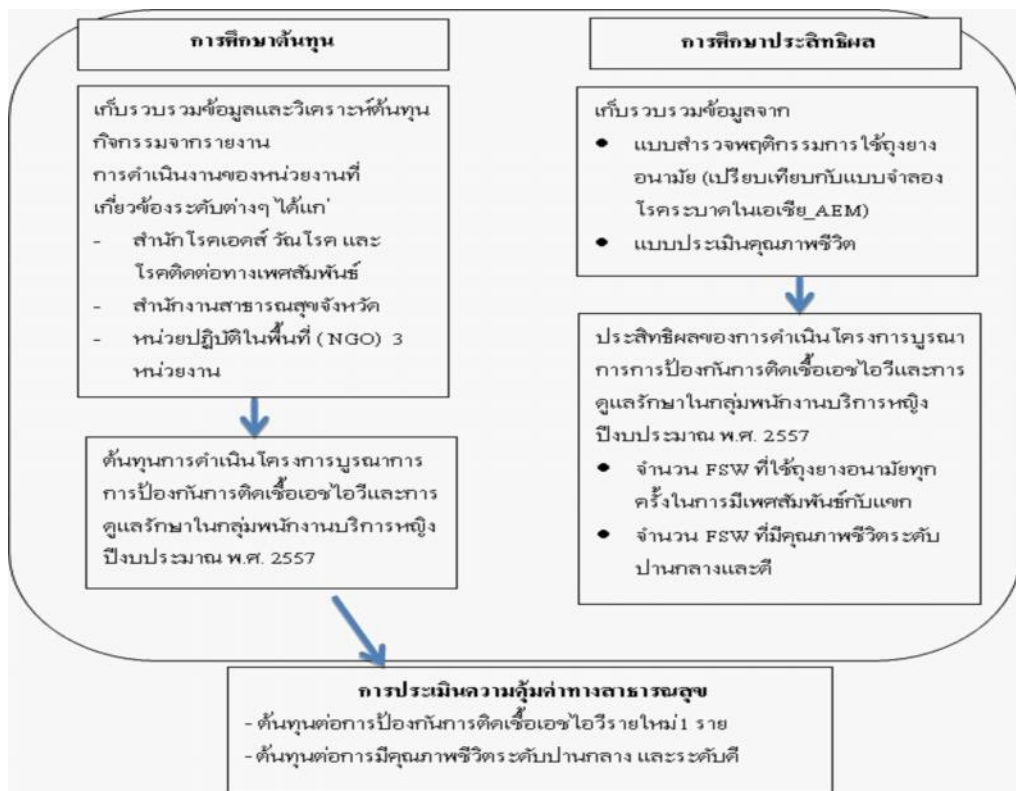 การศึกษาต้นทุน
เก็บรวบรวมข้อมูลและวิเคราะห์ต้นทุน
กิจกรรมจากรายงาน
การดำเนินงานของหน่วยงานที่
เกี่ยวข้องระดับต่างๆ ได้แก่
- สำนักโรคเอดส์ วัณโรค และ
โรคติดต่อทางเพศสัมพันธ์
- สำนักงานสาธารณสุขจังหวัด
- หน่วยปฏิบัติในพื้นที่ (NGO) 3
หน่วยงาน
ต้นทุนการดำเนินโครงการบูรณาการ
การป้องกันการติดเชื้อเอชไอวีและการ
ดูแลรักษาในกลุ่มพนักงานบริการหญิง
ปีงบประมาณ พ.ศ. 2557
การศึกษาประสิทธิผล
เก็บรวบรวมข้อมูลจาก
● แบบสำรวจพฤติกรรมการใช้ถุงยาง
อนามัย (เปรียบเทียบกับแบบจำลอง
โรคระบาดในเอเชีย_AEM)
● แบบประเมินคุณภาพชีวิต
ประสิทธิผลของการดำเนินโครงการบูรณา
การการป้องกันการติดเชื้อเอชไอวีและการ
ดูแลรักษาในกลุ่มพนักงานบริการหญิง
ปีงบประมาณ พ.ศ. 2557
● จำนวน FSW ที่ใช้ถุงยางอนามัยทุก
ครั้งในการมีเพศสัมพันธ์กับแขก
● จำนวน FSW ที่มีคุณภาพชีวิตระดับ
ปานกลางและดี
การประเมินความคุ้มค่าทางสาธารณสุข
- ต้นทุนต่อการป้องกันการติดเชื้อเอชไอวีรายใหม่1 ราย
- ต้นทุนต่อการมีคุณภาพชีวิตระดับปานกลาง และระดับดี